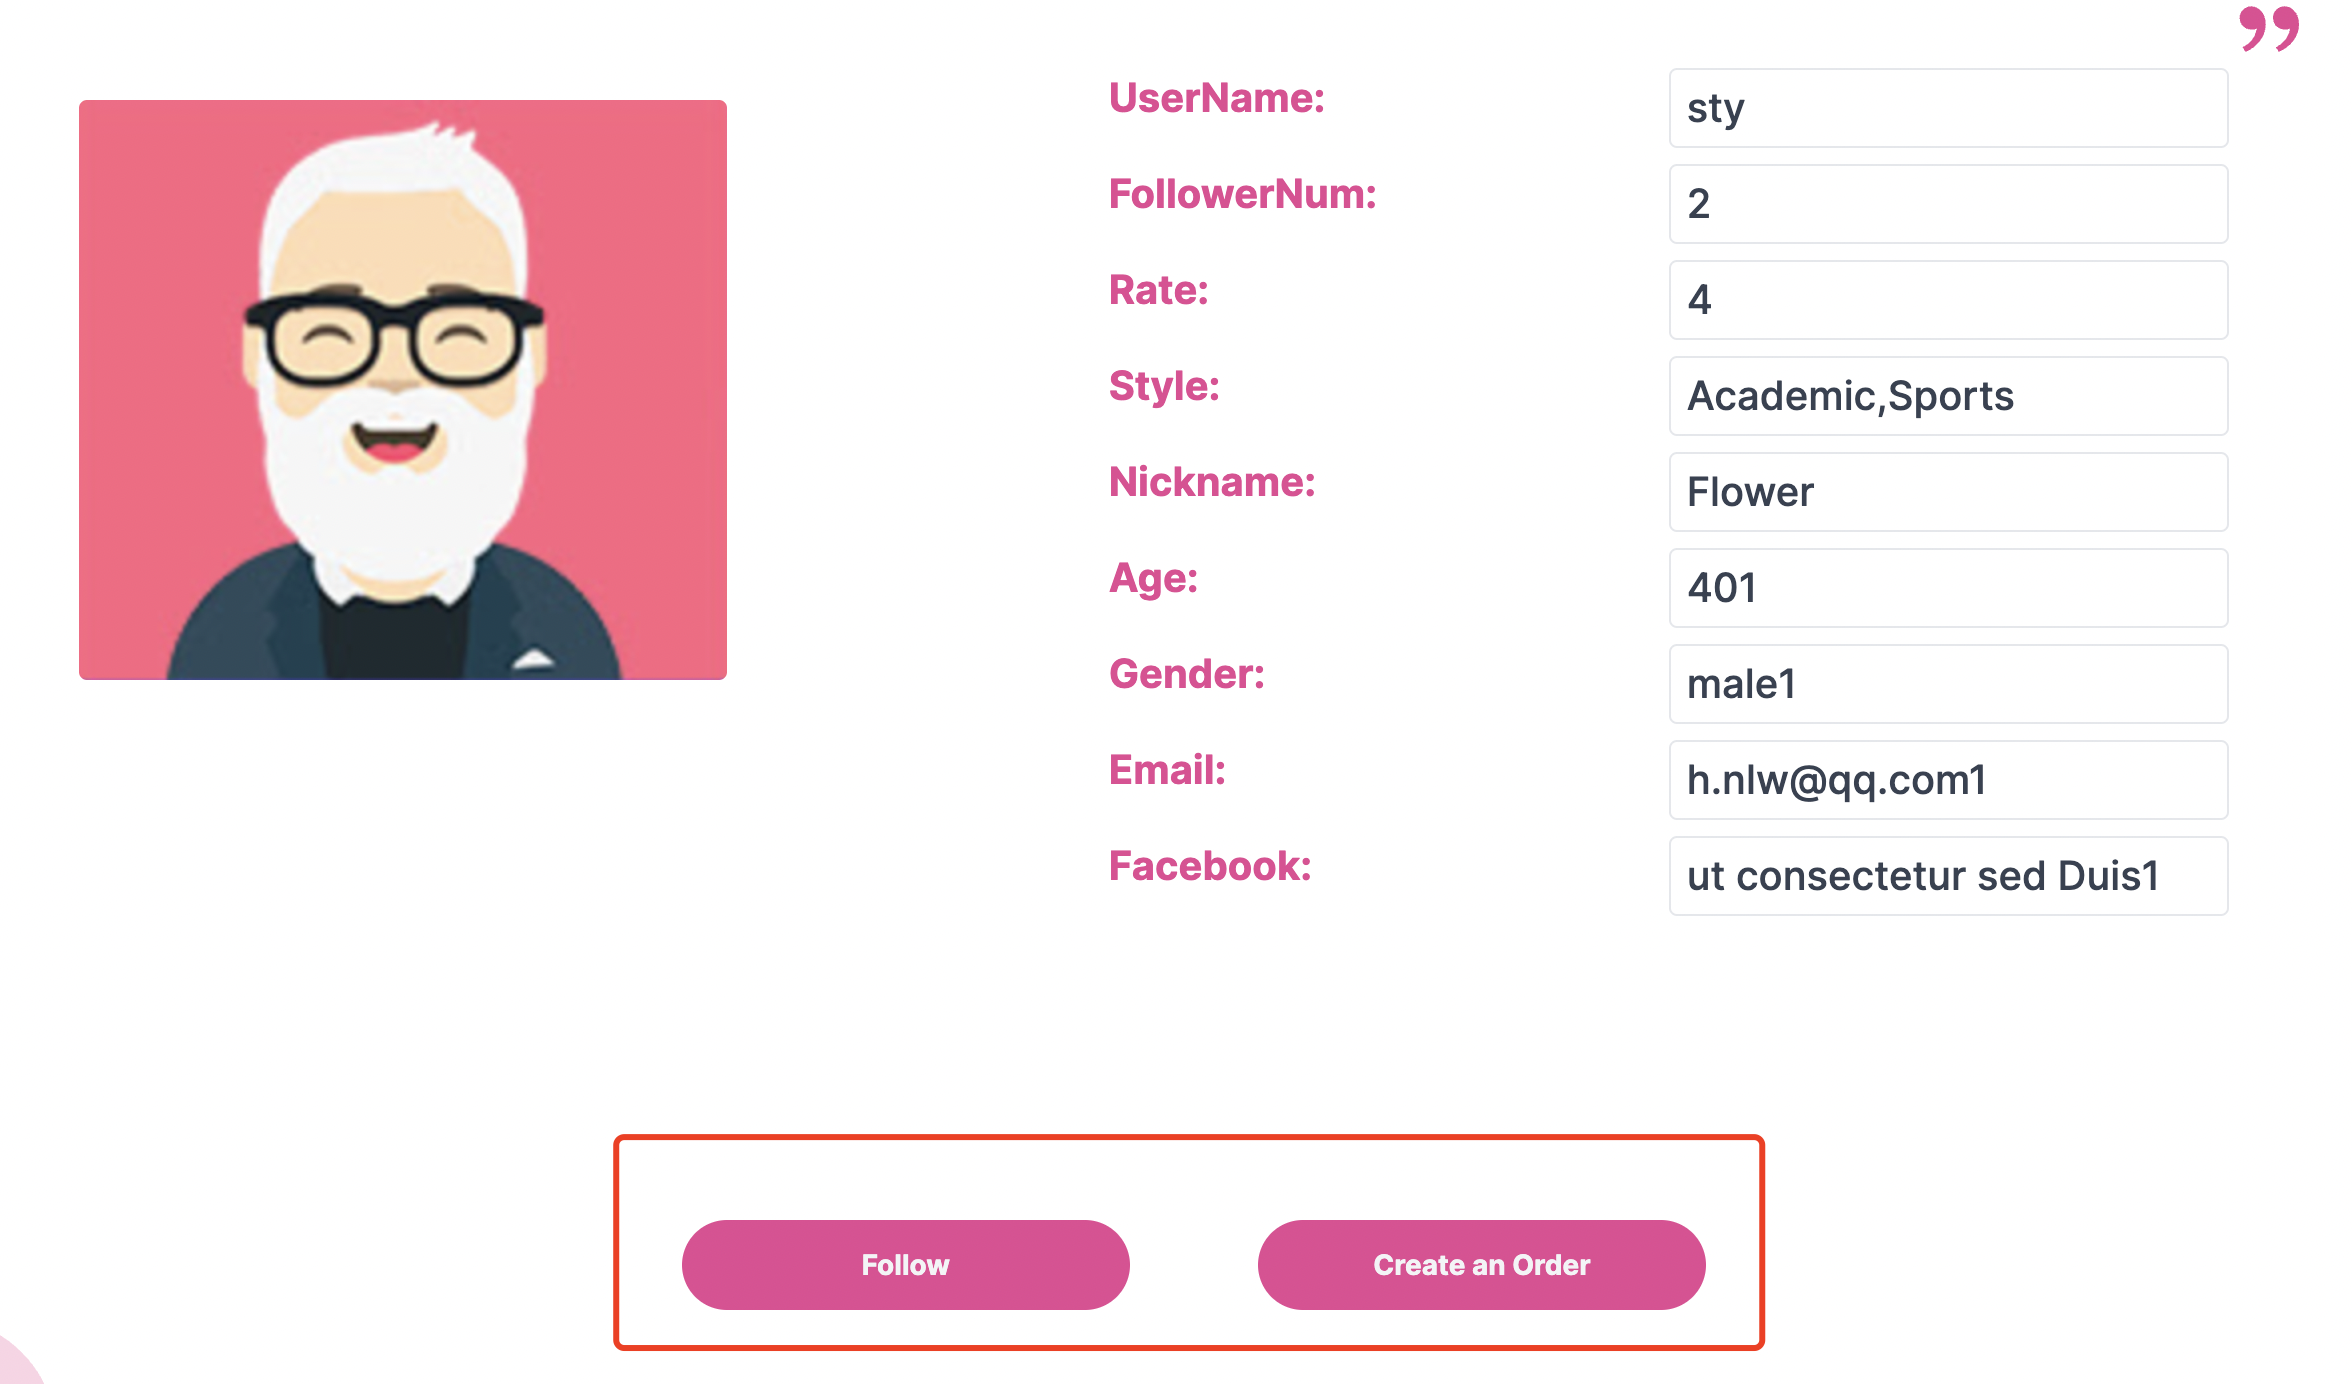 ”
UserName: sty
FollowerNum: 2
Rate: 4
Style: Academic,Sports
Nickname: Flower
Age: 401
Gender: male1
Email: h.nlw@qq.com1
Facebook: ut consectetur sed Duis1
Follow Create an Order